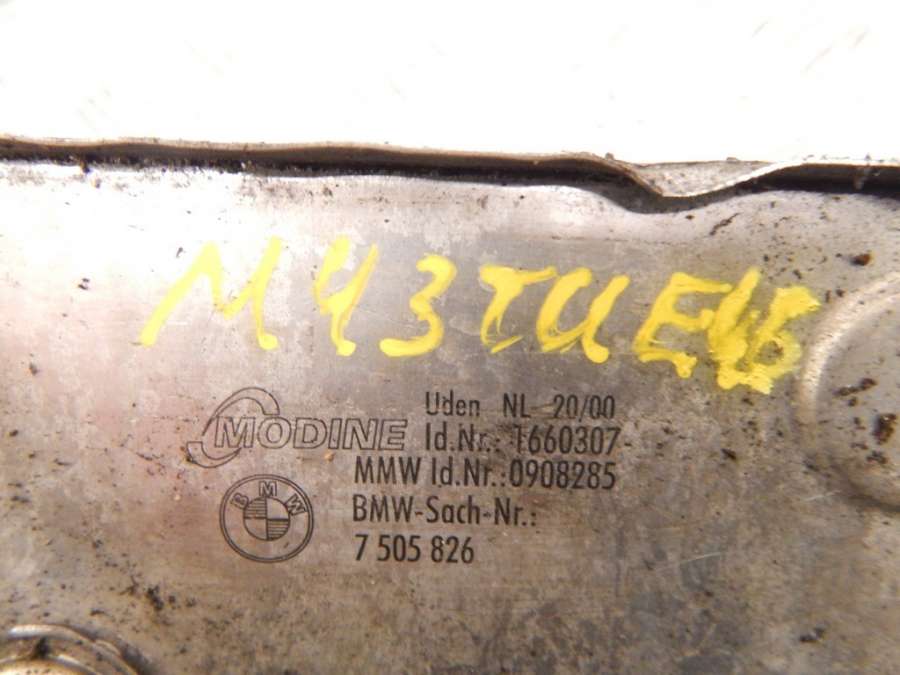 M43TUE46
MODINE
Uden NL 20/00
Id.Nr.: 1660307-
MMW Id.Nr.:0908285
BMW
BMW-Sach-Nr.:
7 505 826